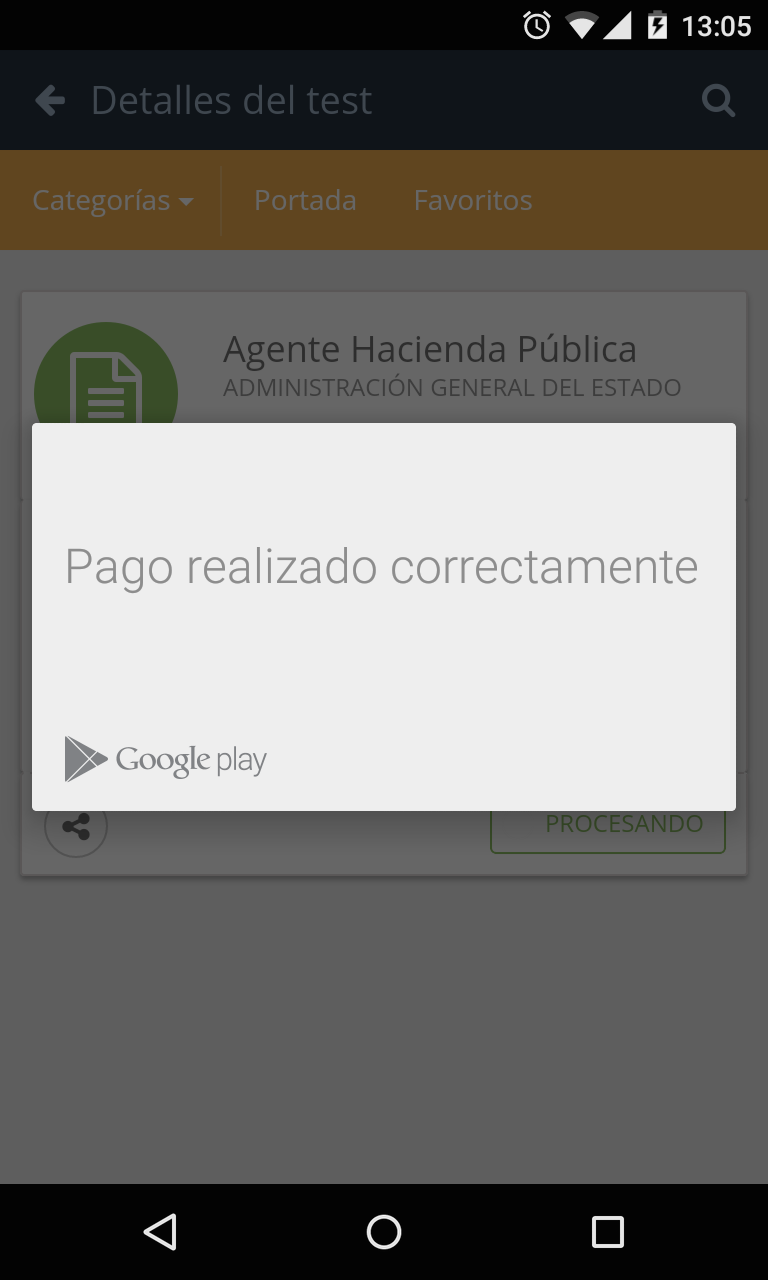 13:05
Detalles del test
Categorías
Portada
Favoritos
Agente Hacienda Pública
ADMINISTRACIÓN GENERAL DEL ESTADO
Pago realizado correctamente
Google play
PROCESANDO